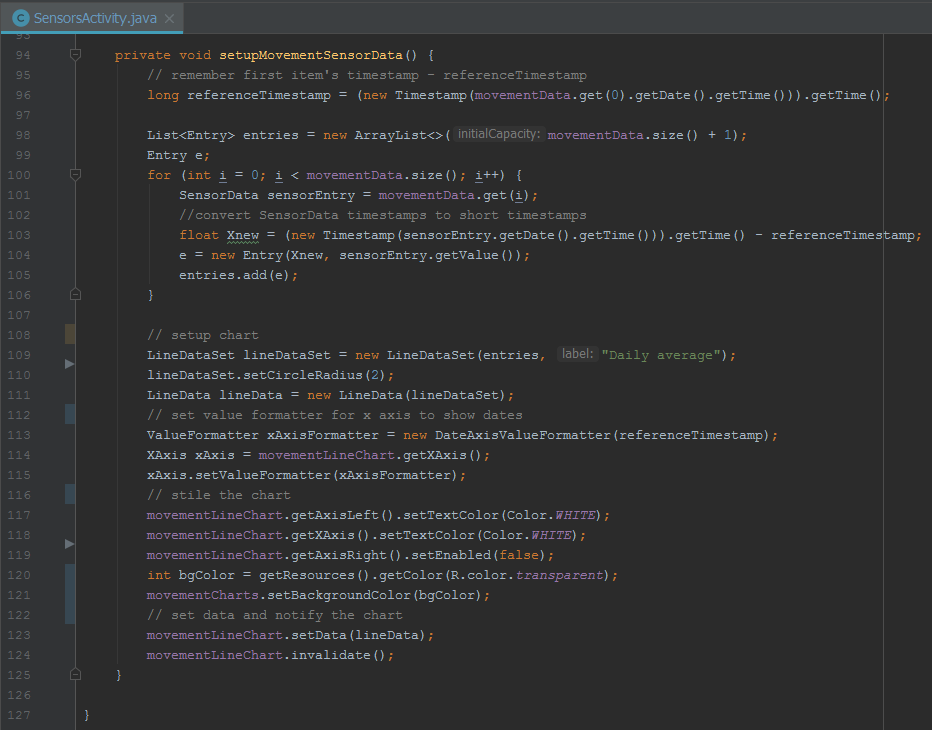 SensorsActivity.java
93
94 private void setupMovementSensorData() {
95 // remember first item's timestamp - referenceTimestamp
96 long referenceTimestamp = (new Timestamp(movementData.get(0).getDate().getTime())).getTime();
97
98 List<Entry> entries = new ArrayList<>( initialCapacity: movementData.size() + 1);
99 Entry e;
100 for (int i = 0; i < movementData.size(); i++) {
101 SensorData sensorEntry = movementData.get(i);
102 //convert SensorData timestamps to short timestamps
103 float Xnew = (new Timestamp(sensorEntry.getDate().getTime())).getTime() - referenceTimestamp;
104 e = new Entry(Xnew, sensorEntry.getValue());
105 entries.add(e);
106 }
107
108 // setup chart
109 LineDataSet lineDataSet = new LineDataSet(entries, label: "Daily average");
110 lineDataSet.setCircleRadius(2);
111 LineData lineData = new LineData(lineDataSet);
112 // set value formatter for x axis to show dates
113 ValueFormatter xAxisFormatter = new DateAxisValueFormatter(referenceTimestamp);
114 XAxis xAxis = movementLineChart.getXAxis();
115 xAxis.setValueFormatter(xAxisFormatter);
116 // stile the chart
117 movementLineChart.getAxisLeft().setTextColor(Color.WHITE);
118 movementLineChart.getXAxis().setTextColor(Color.WHITE);
119 movementLineChart.getAxisRight().setEnabled(false);
120 int bgColor = getResources().getColor(R.color.transparent);
121 movementCharts.setBackgroundColor(bgColor);
122 // set data and notify the chart
123 movementLineChart.setData(lineData);
124 movementLineChart.invalidate();
125 }
126
127 }